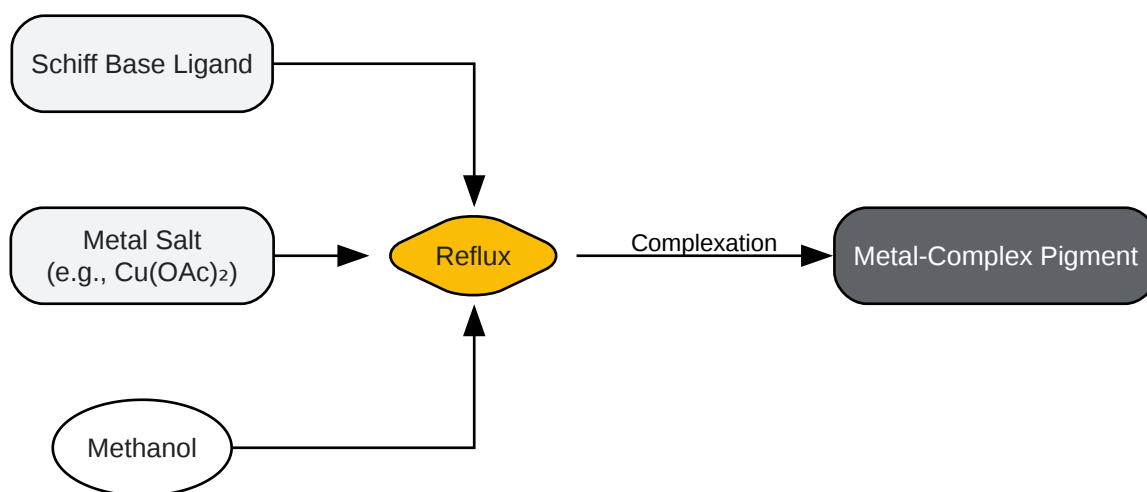 Schiff Base Ligand
Metal Salt
(e.g., Cu(OAc)₂)
Reflux
Complexation
Metal-Complex Pigment
Methanol